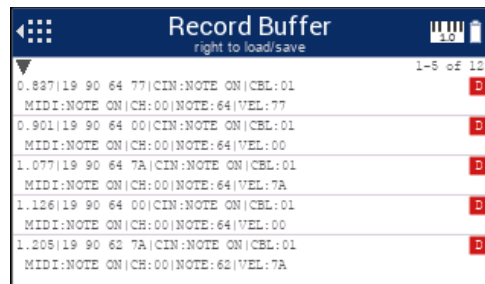 Record Buffer
right to load/save
1.0
1-5 of 12
0.837|19 90 64 77|CIN:NOTE ON|CBL:01
D
MIDI:NOTE ON|CH:00|NOTE:64|VEL:77
0.901|19 90 64 00|CIN:NOTE ON|CBL:01
D
MIDI:NOTE ON|CH:00|NOTE:64|VEL:00
1.077|19 90 64 7A|CIN:NOTE ON|CBL:01
D
MIDI:NOTE ON|CH:00|NOTE:64|VEL:7A
1.126|19 90 64 00|CIN:NOTE ON|CBL:01
D
MIDI:NOTE ON|CH:00|NOTE:64|VEL:00
1.205|19 90 62 7A|CIN:NOTE ON|CBL:01
D
MIDI:NOTE ON|CH:00|NOTE:62|VEL:7A